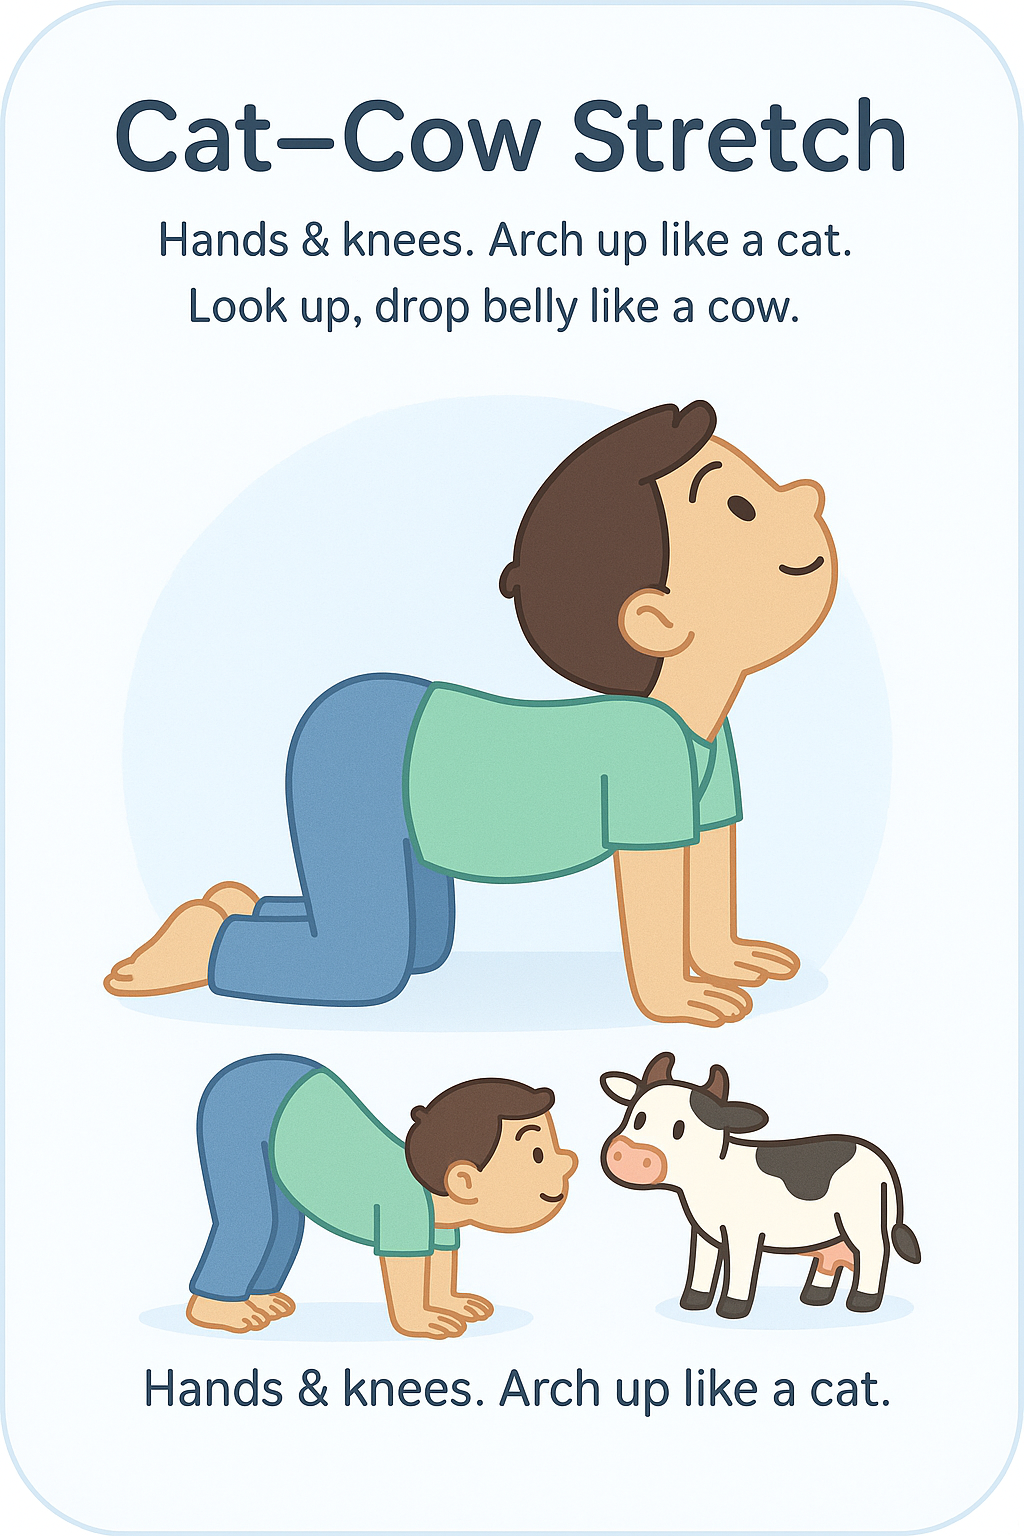 Cat–Cow Stretch
Hands & knees. Arch up like a cat.
Look up, drop belly like a cow.
Hands & knees. Arch up like a cat.